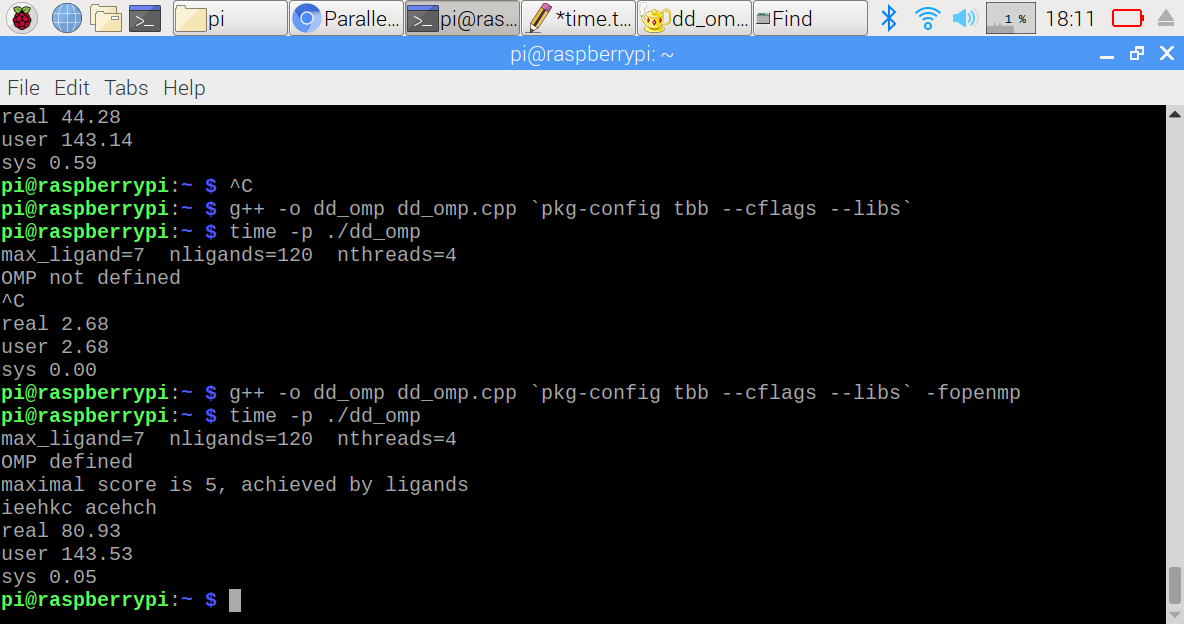 pi
Paralle...
pi@ras...
*time.t...
dd_om...
Find
1 %
18:11
pi@raspberrypi: ~
File Edit Tabs Help
real 44.28
user 143.14
sys 0.59
pi@raspberrypi:~ $ ^C
pi@raspberrypi:~ $ g++ -o dd_omp dd_omp.cpp `pkg-config tbb --cflags --libs`
pi@raspberrypi:~ $ time -p ./dd_omp
max_ligand=7  nligands=120  nthreads=4
OMP not defined
^C
real 2.68
user 2.68
sys 0.00
pi@raspberrypi:~ $ g++ -o dd_omp dd_omp.cpp `pkg-config tbb --cflags --libs` -fopenmp
pi@raspberrypi:~ $ time -p ./dd_omp
max_ligand=7  nligands=120  nthreads=4
OMP defined
maximal score is 5, achieved by ligands
ieehkc acehch
real 80.93
user 143.53
sys 0.05
pi@raspberrypi:~ $